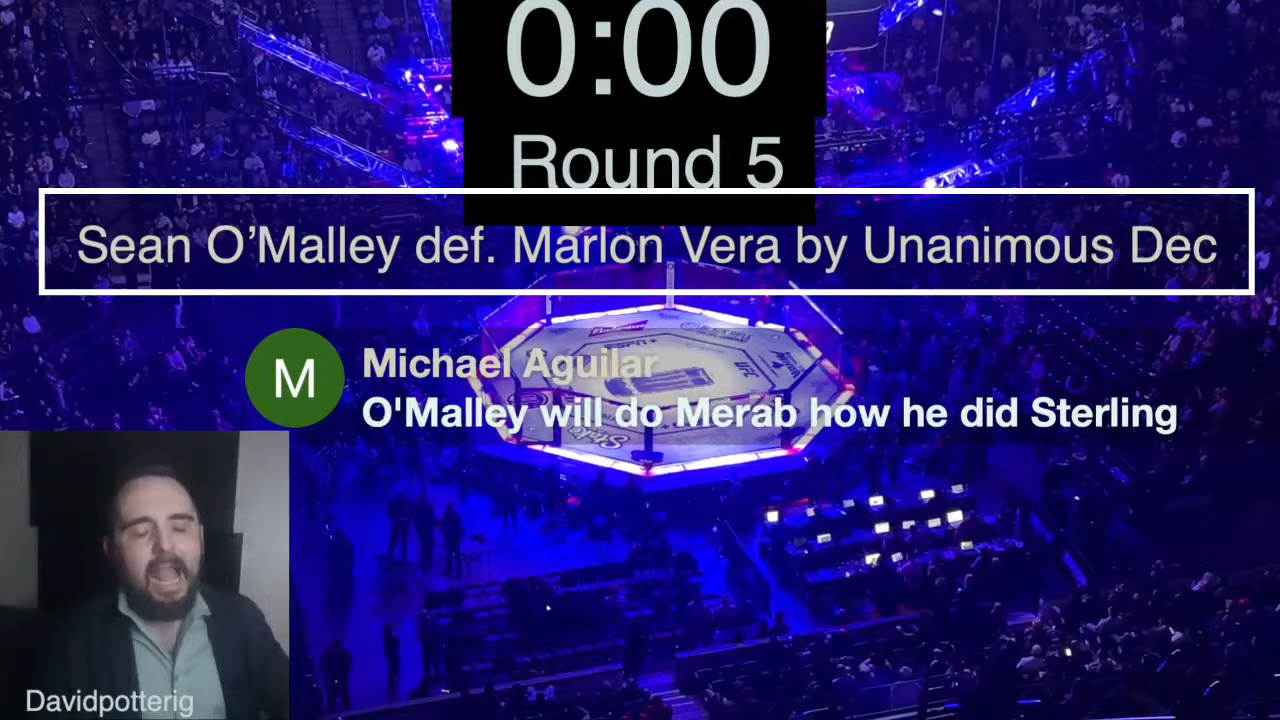 0:00
Round 5
Sean O’Malley def. Marlon Vera by Unanimous Dec
M
Michael Aguilar
O'Malley will do Merab how he did Sterling
UFC
Davidpotterig